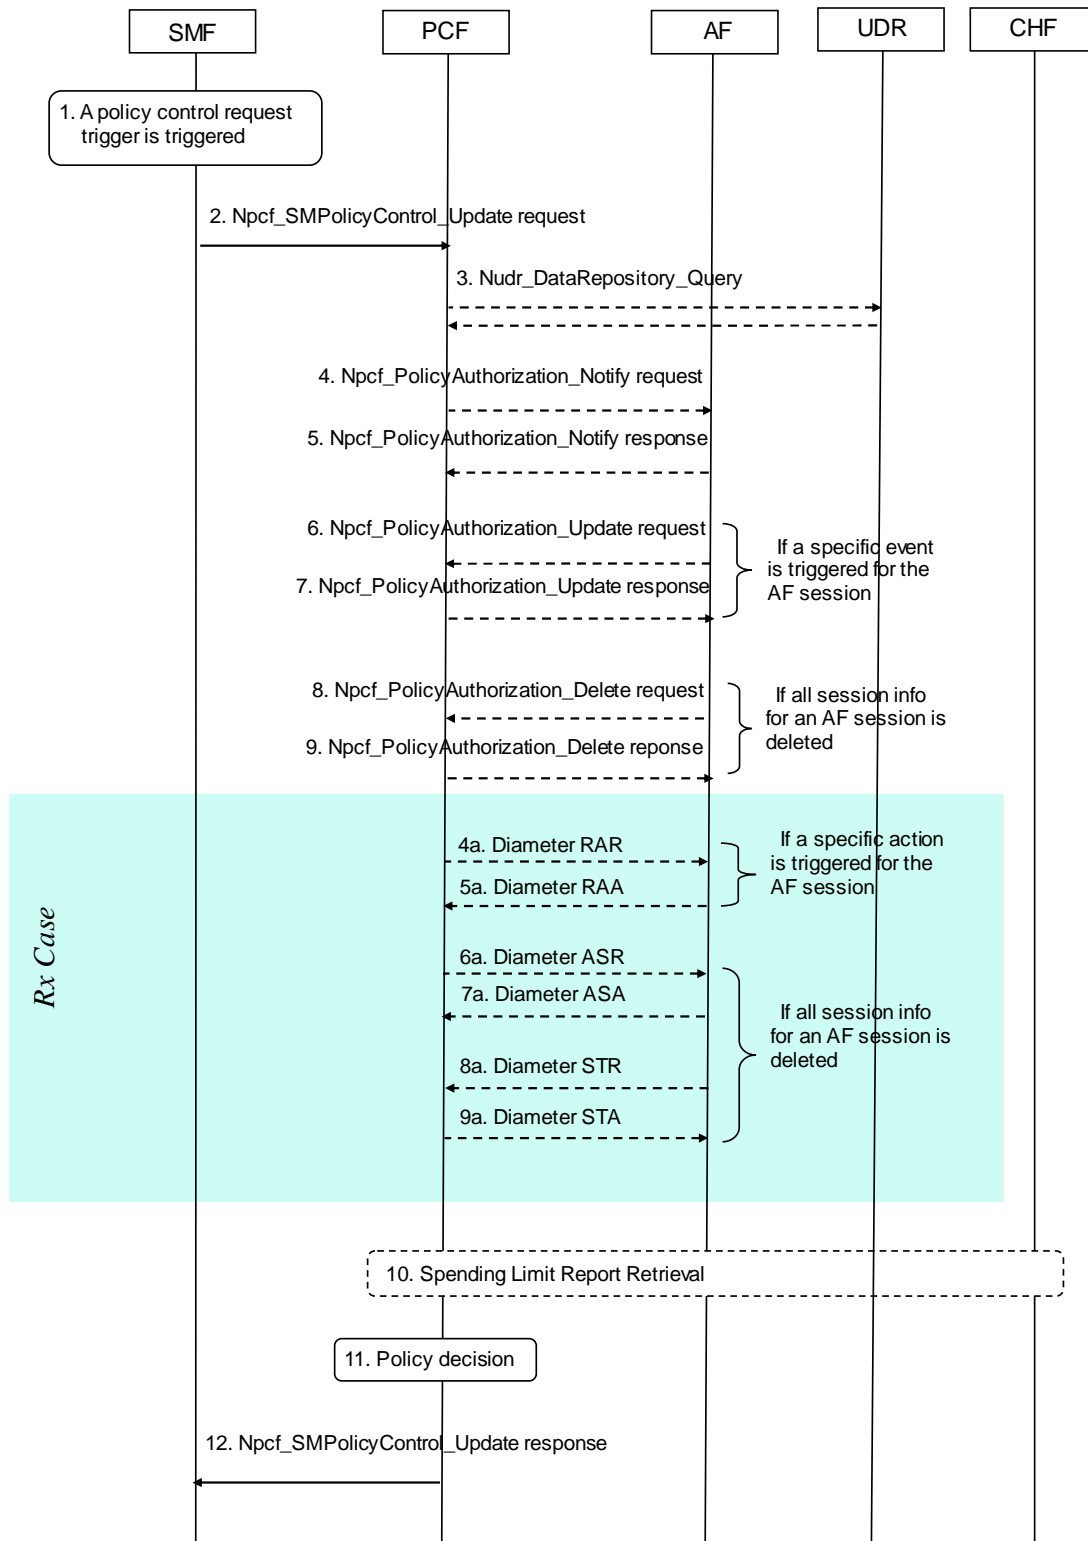 SMF
PCF
AF
UDR
CHF
1. A policy control request
trigger is triggered
2. Npcf_SMPolicyControl_Update request
3. Nudr_DataRepository_Query
4. Npcf_PolicyAuthorization_Notify request
5. Npcf_PolicyAuthorization_Notify response
6. Npcf_PolicyAuthorization_Update request
7. Npcf_PolicyAuthorization_Update response
If a specific event
is triggered for the
AF session
8. Npcf_PolicyAuthorization_Delete request
9. Npcf_PolicyAuthorization_Delete reponse
If all session info
for an AF session is
deleted
Rx Case
4a. Diameter RAR
5a. Diameter RAA
If a specific action
is triggered for the
AF session
6a. Diameter ASR
7a. Diameter ASA
8a. Diameter STR
9a. Diameter STA
If all session info
for an AF session is
deleted
10. Spending Limit Report Retrieval
11. Policy decision
12. Npcf_SMPolicyControl_Update response